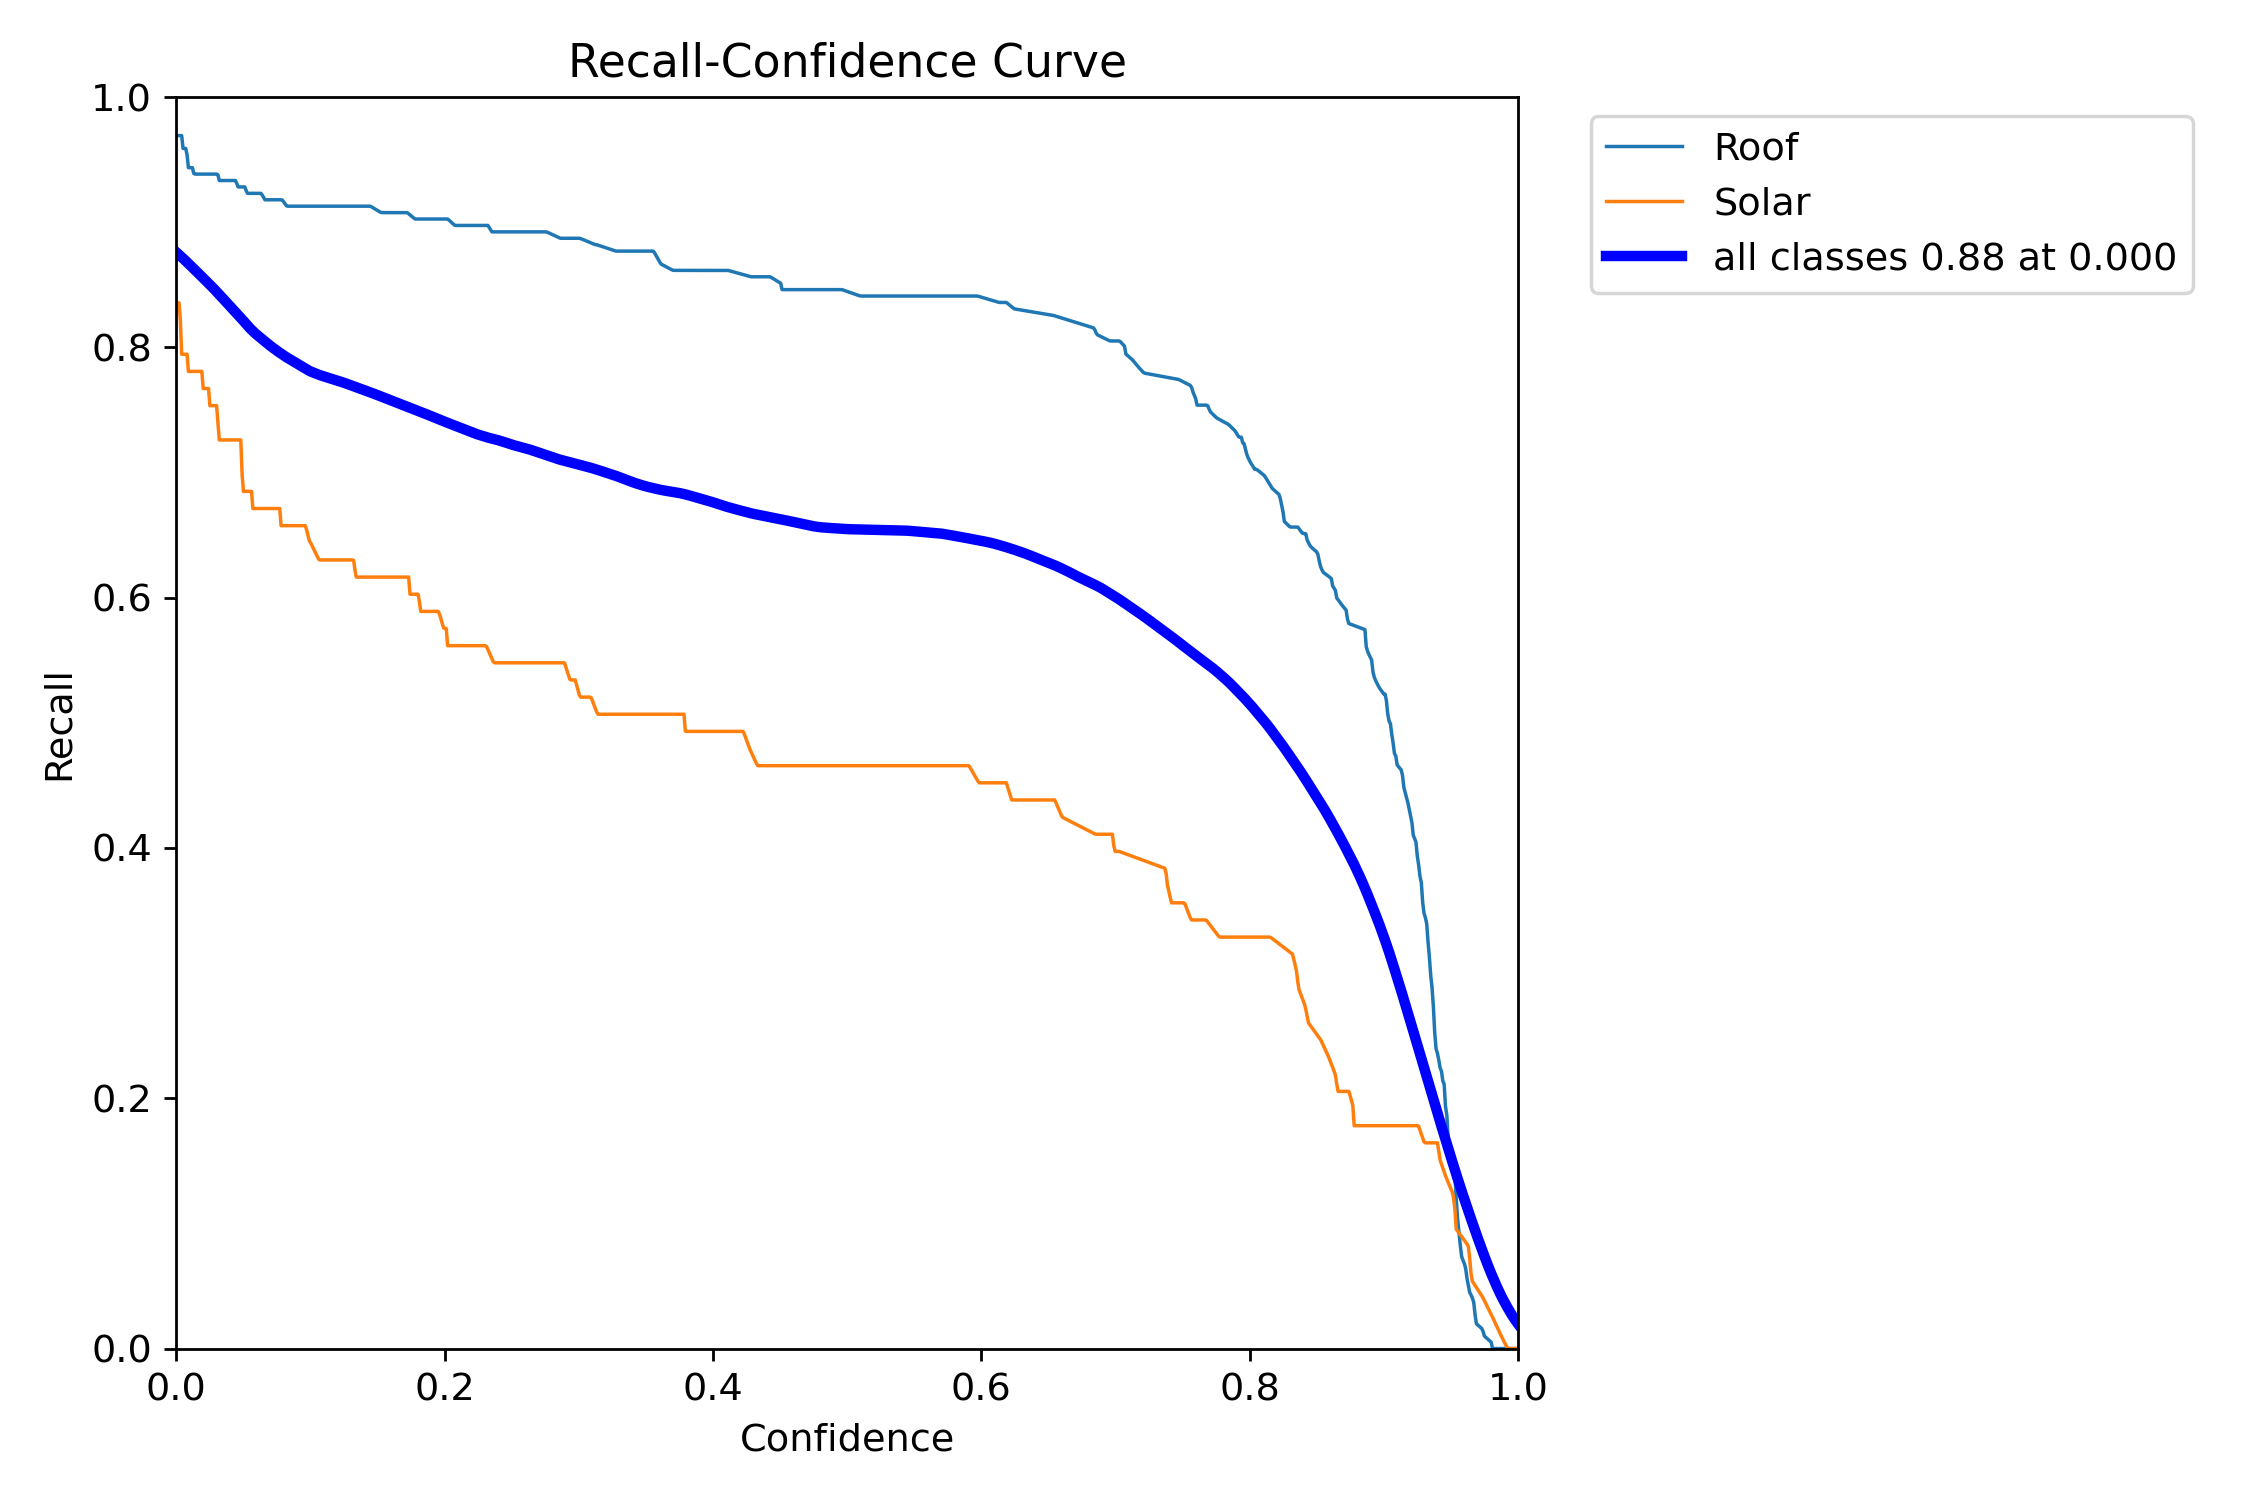 Recall-Confidence Curve
1.0
0.8
0.6
0.4
0.2
0.0
Recall
0.0 0.2 0.4 0.6 0.8 1.0
Confidence
Roof
Solar
all classes 0.88 at 0.000